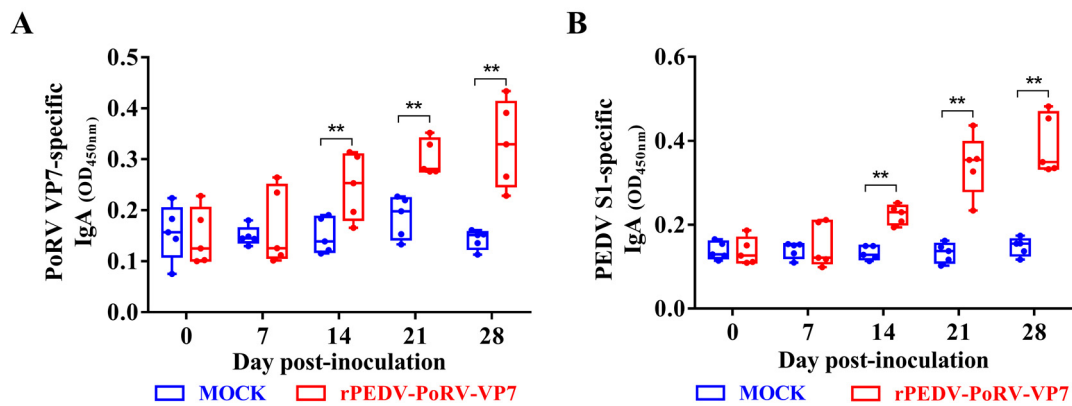 A
PoRV VP7-specific
IgA (OD450nm)
0.5
0.4
0.3
0.2
0.1
0.0
**
**
**
0
7
14
21
28
Day post-inoculation
MOCK
rPEDV-PoRV-VP7
B
PEDV S1-specific
IgA (OD450nm)
0.6
0.4
0.2
0.0
**
**
**
0
7
14
21
28
Day post-inoculation
MOCK
rPEDV-PoRV-VP7